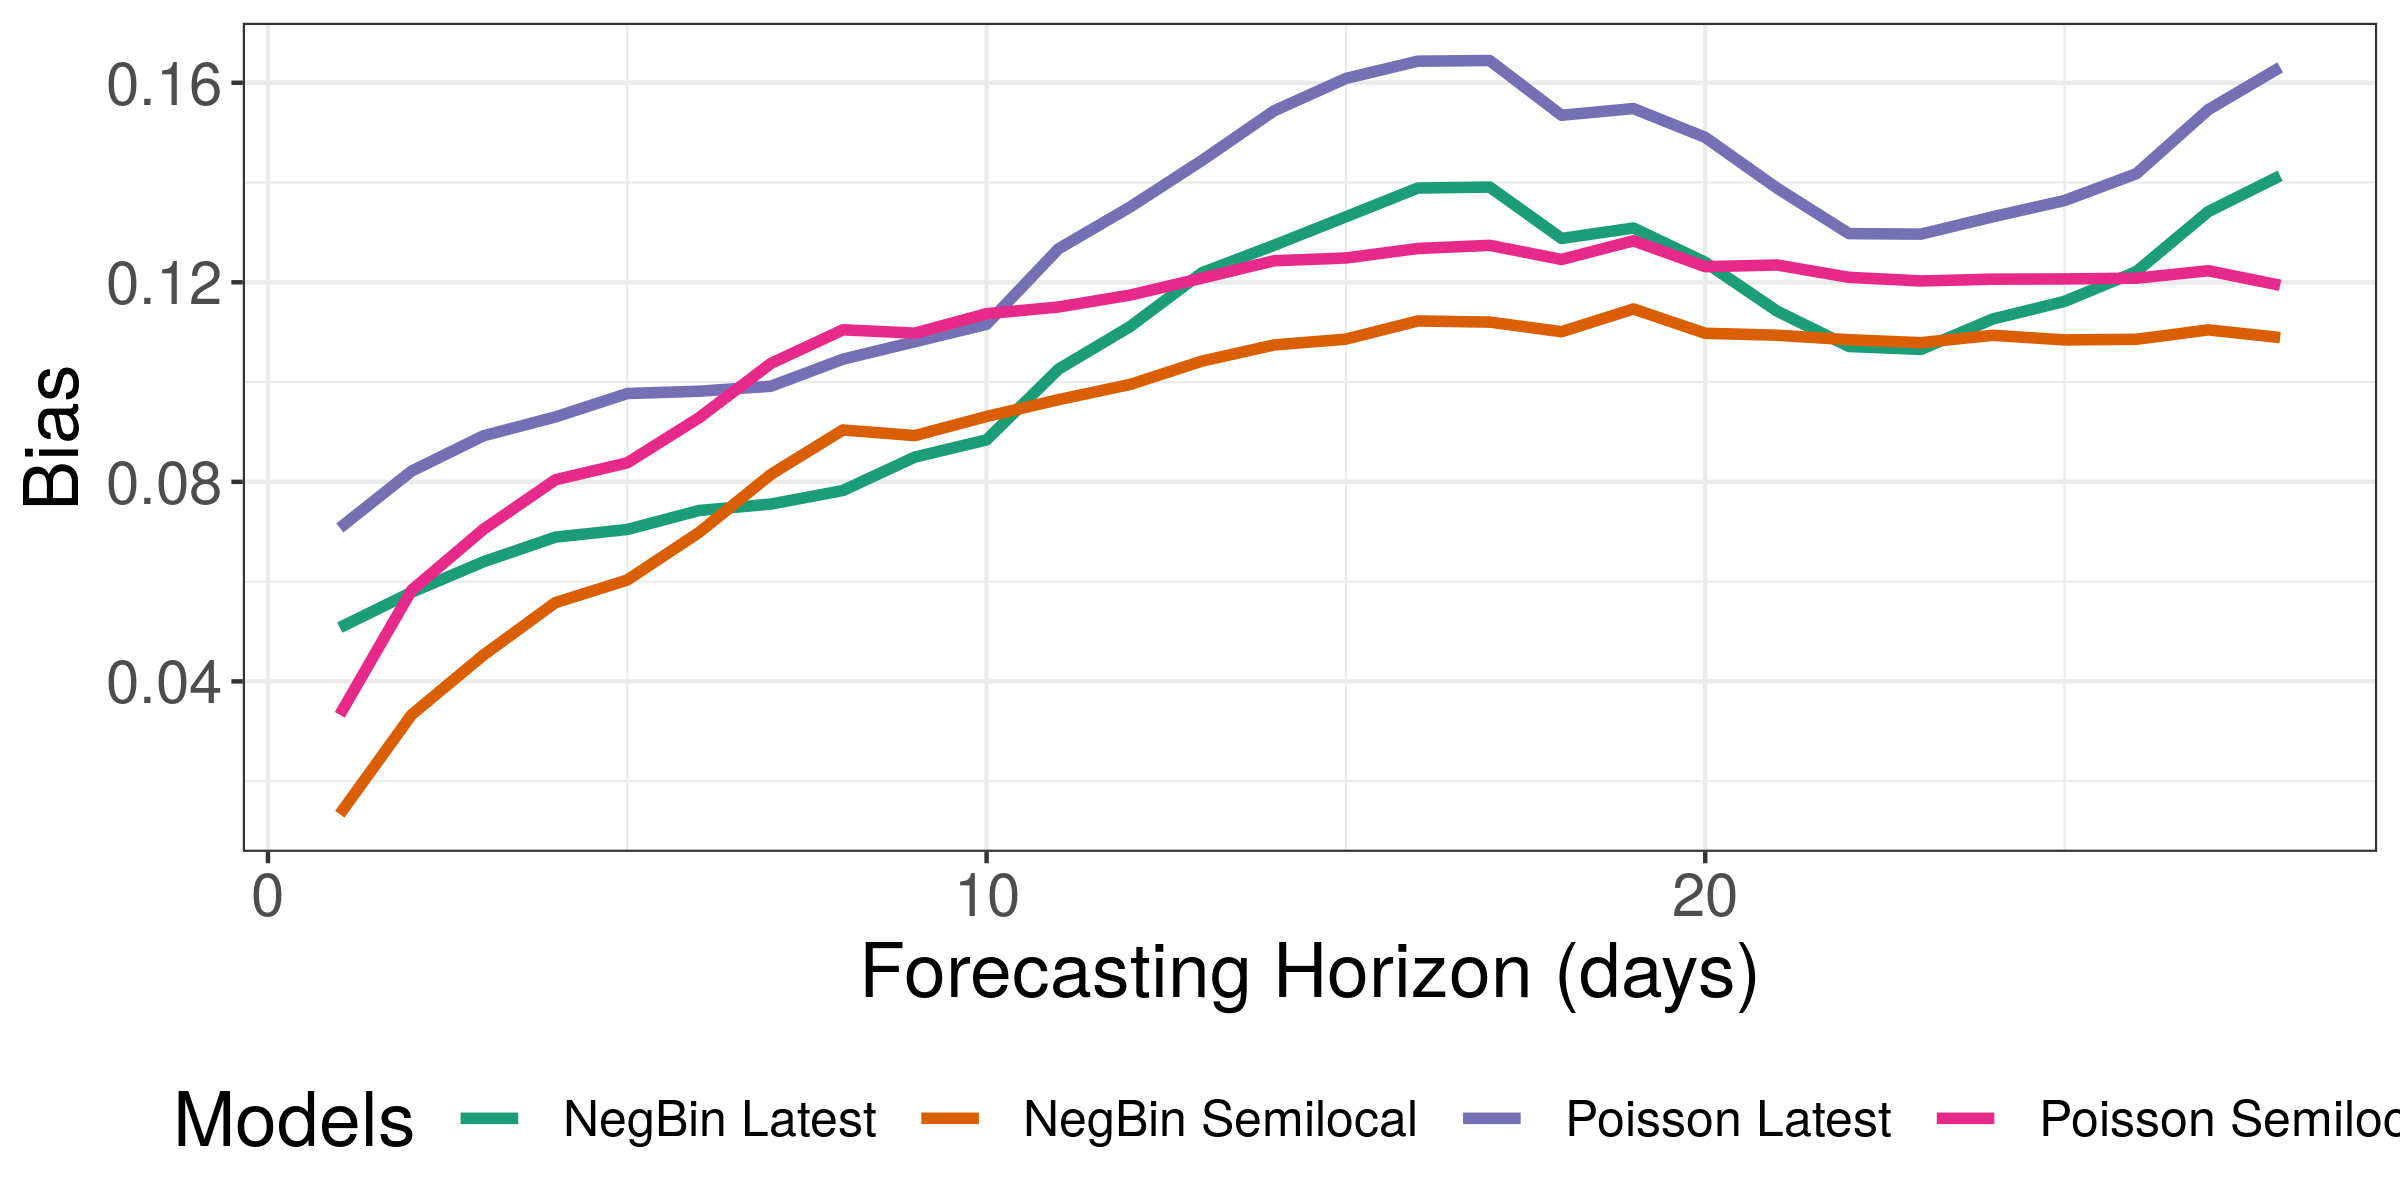 0.16
0.12
0.08
0.04
Bias
0 10 20
Forecasting Horizon (days)
Models NegBin Latest NegBin Semilocal Poisson Latest Poisson